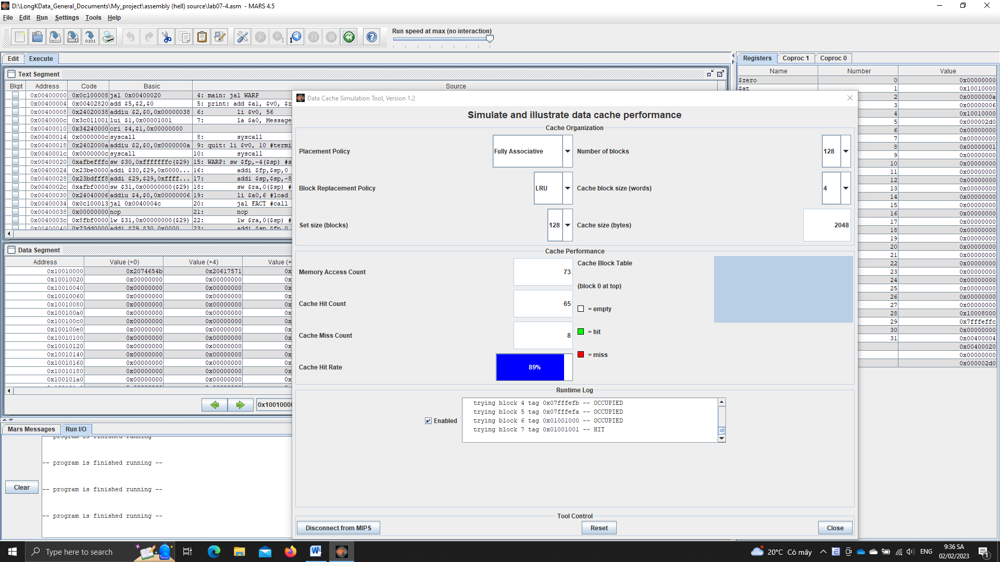 D:\LongKData_General_Documents\My_project\assembly (hell) source\lab07-4.asm - MARS 4.5
File Edit Run Settings Tools Help
Run speed at max (no interaction)
Edit Execute
Text Segment
Bkpt Address Code Basic Source
0x00400000 0x0c100008 jal 0x00400020 4: main: jal WARP
0x00400004 0x00402820 add $5,$2,$0 5: print: add $a1, $v0, $z
0x00400008 0x24020038 addiu $2,$0,0x00000038 6: li $v0, 56
0x0040000c 0x3c011001 lui $1,0x00001001 7: la $a0, Message
0x00400010 0x34240000 ori $4,$1,0x00000000
0x00400014 0x0000000c syscall 8: syscall
0x00400018 0x2402000a addiu $2,$0,0x0000000a 9: quit: li $v0, 10 #termi
0x0040001c 0x0000000c syscall 10: syscall
0x00400020 0xafbefffc sw $30,0xfffffffc($29) 15: WARP: sw $fp,-4($sp) #s
0x00400024 0x23be0000 addi $30,$29,0x0000... 16: addi $fp,$sp,0
0x00400028 0x23bdfff8 addi $29,$29,0xffff... 17: addi $sp,$sp,-8
0x0040002c 0xafbf0000 sw $31,0x00000000($29) 18: sw $ra,0($sp) #
0x00400030 0x24040006 addiu $4,$0,0x00000006 19: li $a0,6 #load
0x00400034 0x0c100013 jal 0x0040004c 20: jal FACT #call
0x00400038 0x00000000 nop 21: nop
0x0040003c 0x8fbf0000 lw $31,0x00000000($29) 22: lw $ra,0($sp) #
0x00400040 0x23dd0000 addi $29,$30,0x0000... 23: addi $sp,$fp,0
Data Segment
Address Value (+0) Value (+4) Value (+
0x10010000 0x2074654b 0x20617571 0x
0x10010020 0x00000000 0x00000000 0x
0x10010040 0x00000000 0x00000000 0x
0x10010060 0x00000000 0x00000000 0x
0x10010080 0x00000000 0x00000000 0x
0x100100a0 0x00000000 0x00000000 0x
0x100100c0 0x00000000 0x00000000 0x
0x100100e0 0x00000000 0x00000000 0x
0x10010100 0x00000000 0x00000000 0x
0x10010120 0x00000000 0x00000000 0x
0x10010140 0x00000000 0x00000000 0x
0x10010160 0x00000000 0x00000000 0x
0x10010180 0x00000000 0x00000000 0x
0x100101a0 0x00000000 0x00000000 0x
0x10010000
Mars Messages Run I/O
-- program is finished running --
-- program is finished running --
-- program is finished running --
-- program is finished running --
Clear
Data Cache Simulation Tool, Version 1.2
Simulate and illustrate data cache performance
Cache Organization
Placement Policy Fully Associative Number of blocks 128
Block Replacement Policy LRU Cache block size (words) 4
Set size (blocks) 128 Cache size (bytes) 2048
Cache Performance
Memory Access Count 73 Cache Block Table
(block 0 at top)
Cache Hit Count 65
= empty
= hit
Cache Miss Count 8
= miss
Cache Hit Rate 89%
Runtime Log
Enabled
trying block 4 tag 0x07fffefb -- OCCUPIED
trying block 5 tag 0x07fffefa -- OCCUPIED
trying block 6 tag 0x01001000 -- OCCUPIED
trying block 7 tag 0x01001001 -- HIT
Tool Control
Disconnect from MIPS Reset Close
Registers Coproc 1 Coproc 0
Name Number Value
$zero 0 0x00000000
$at 1 0x10010000
2 0x0000000a
3 0x00000006
4 0x10010000
5 0x000002d0
6 0x00000000
7 0x00000000
8 0x00000001
9 0x00000000
10 0x00000000
11 0x00000000
12 0x00000000
13 0x00000000
14 0x00000000
15 0x00000000
16 0x00000000
17 0x00000000
18 0x00000000
19 0x00000000
20 0x00000000
21 0x00000000
22 0x00000000
23 0x00000000
24 0x00000000
25 0x00000000
26 0x00000000
27 0x00000000
28 0x10008000
29 0x7fffeffc
30 0x00000000
31 0x00400004
0x00400020
0x00000000
0x000002d0
Type here to search
20°C Có mây
ENG
9:36 SA
02/02/2023
1